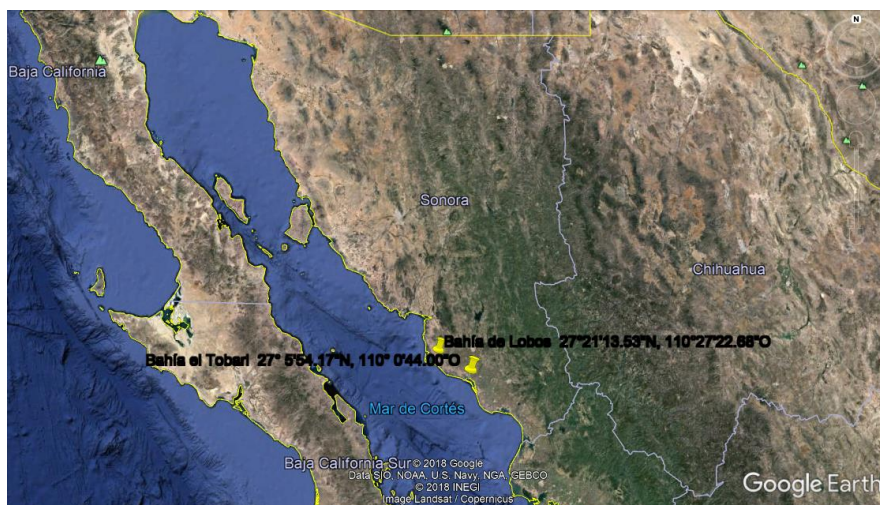 N
Baja California
Sonora
Chihuahua
Bahía de Lobos 27°21'13.53"N, 110°27'22.68"O
Bahía el Tobari 27° 5'54.17"N, 110° 0'44.00"O
Mar de Cortés
Baja California Sur
© 2018 Google
Data SIO, NOAA, U.S. Navy, NGA, GEBCO
© 2018 INEGI
Image Landsat / Copernicus
Google Earth